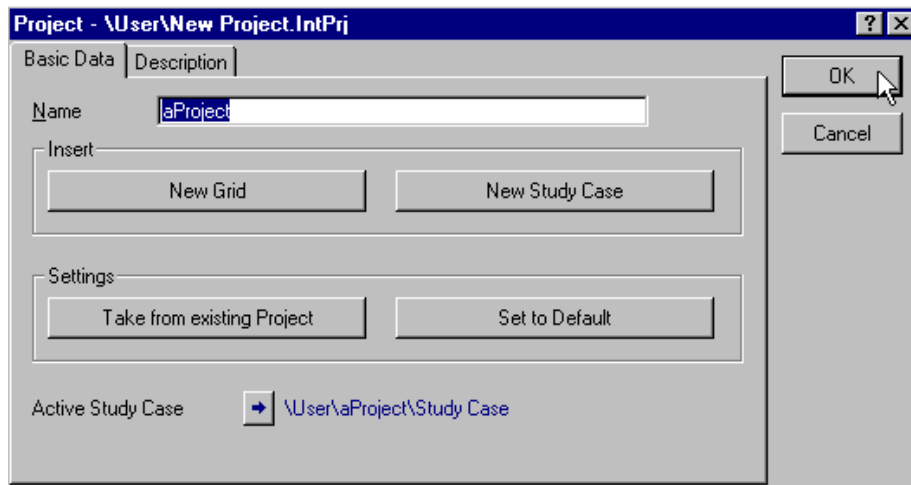 Project - \User\New Project.IntPrj
Basic Data Description
OK
Name aProject
Cancel
Insert
New Grid New Study Case
Settings
Take from existing Project Set to Default
Active Study Case \User\aProject\Study Case